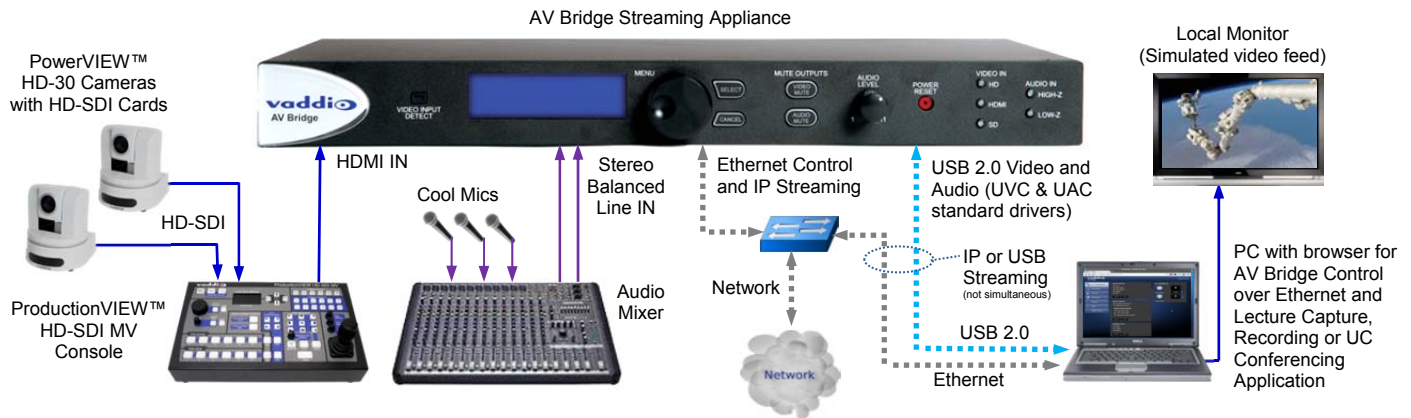 AV Bridge Streaming Appliance
PowerVIEW™
HD-30 Cameras
with HD-SDI Cards
vaddio
AV Bridge
VIDEO INPUT
DETECT
MENU
SELECT
CANCEL
MUTE OUTPUTS
VIDEO
MUTE
AUDIO
MUTE
AUDIO
LEVEL
POWER
RESET
VIDEO IN
HD
HDMI
SD
AUDIO IN
HIGH-Z
LOW-Z
Local Monitor
(Simulated video feed)
HDMI IN
HD-SDI
Cool Mics
Stereo
Balanced
Line IN
Ethernet Control
and IP Streaming
USB 2.0 Video and
Audio (UVC & UAC
standard drivers)
ProductionVIEW™
HD-SDI MV
Console
vaddio
Audio
Mixer
Network
Network
IP or USB
Streaming
(not simultaneous)
USB 2.0
Ethernet
PC with browser for
AV Bridge Control
over Ethernet and
Lecture Capture,
Recording or UC
Conferencing
Application